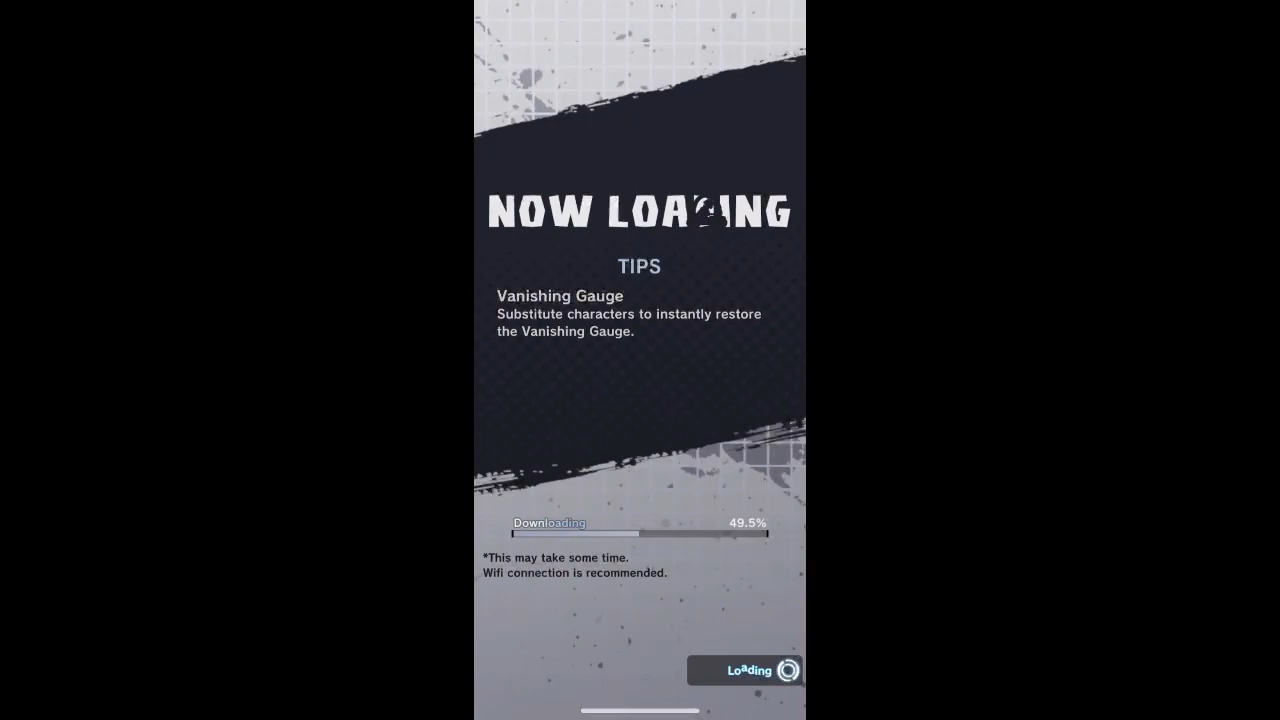 NOW LOADING
TIPS
Vanishing Gauge
Substitute characters to instantly restore
the Vanishing Gauge.
Downloading 49.5%
*This may take some time.
Wifi connection is recommended.
Loading